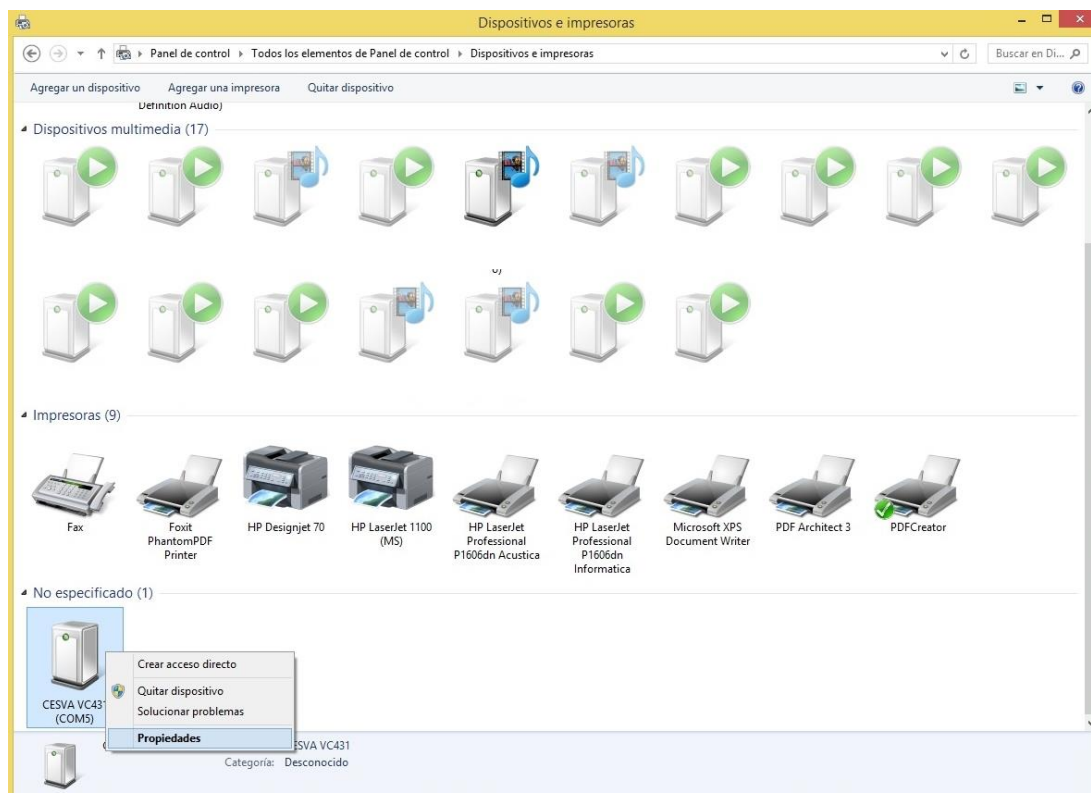 Dispositivos e impresoras
Panel de control Todos los elementos de Panel de control Dispositivos e impresoras
Buscar en Di...
Agregar un dispositivo Agregar una impresora Quitar dispositivo
Definition Audio)
Dispositivos multimedia (17)
Impresoras (9)
Fax
Foxit
PhantomPDF
Printer
HP Designjet 70
HP LaserJet 1100
(MS)
HP LaserJet
Professional
P1606dn Acustica
HP LaserJet
Professional
P1606dn
Informatica
Microsoft XPS
Document Writer
PDF Architect 3
PDFCreator
No especificado (1)
CESVA VC431
(COM5)
Crear acceso directo
Quitar dispositivo
Solucionar problemas
Propiedades
ESVA VC431
Categoría: Desconocido